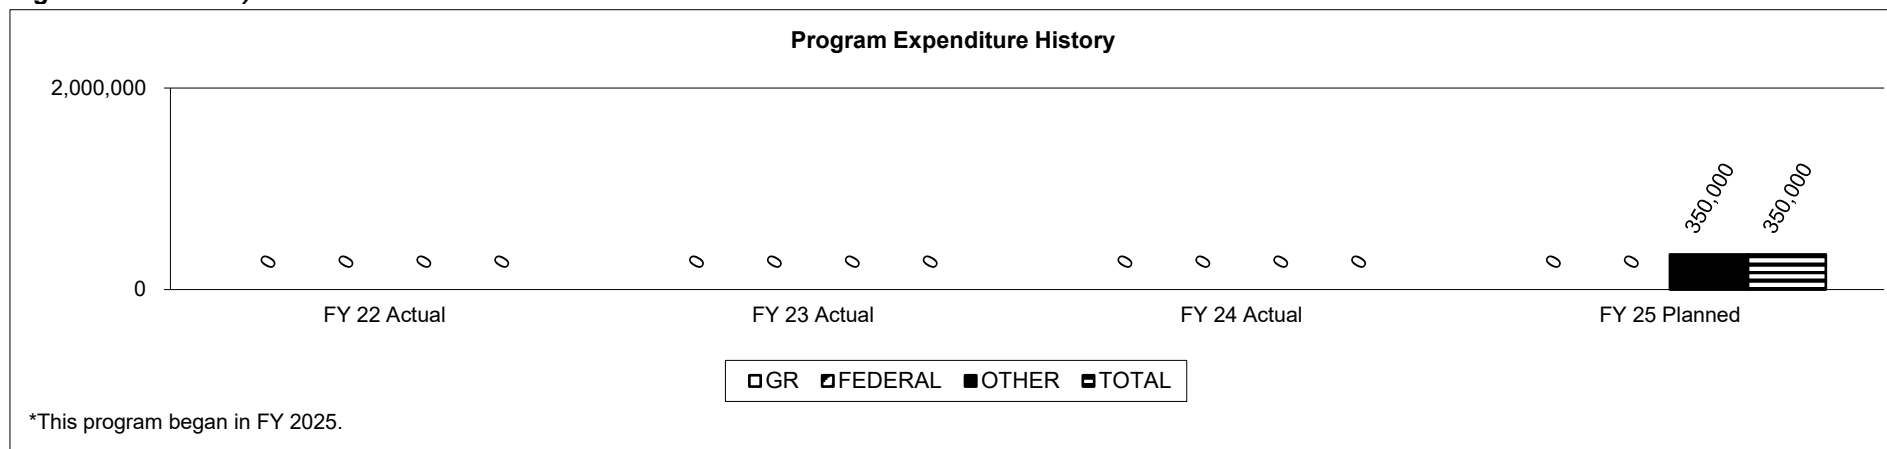 Program Expenditure History
2,000,000
0
0 0 0 0 0 0 0 0 0 0 0 0 0 0 350,000 350,000
FY 22 Actual FY 23 Actual FY 24 Actual FY 25 Planned
GR FEDERAL OTHER TOTAL
*This program began in FY 2025.